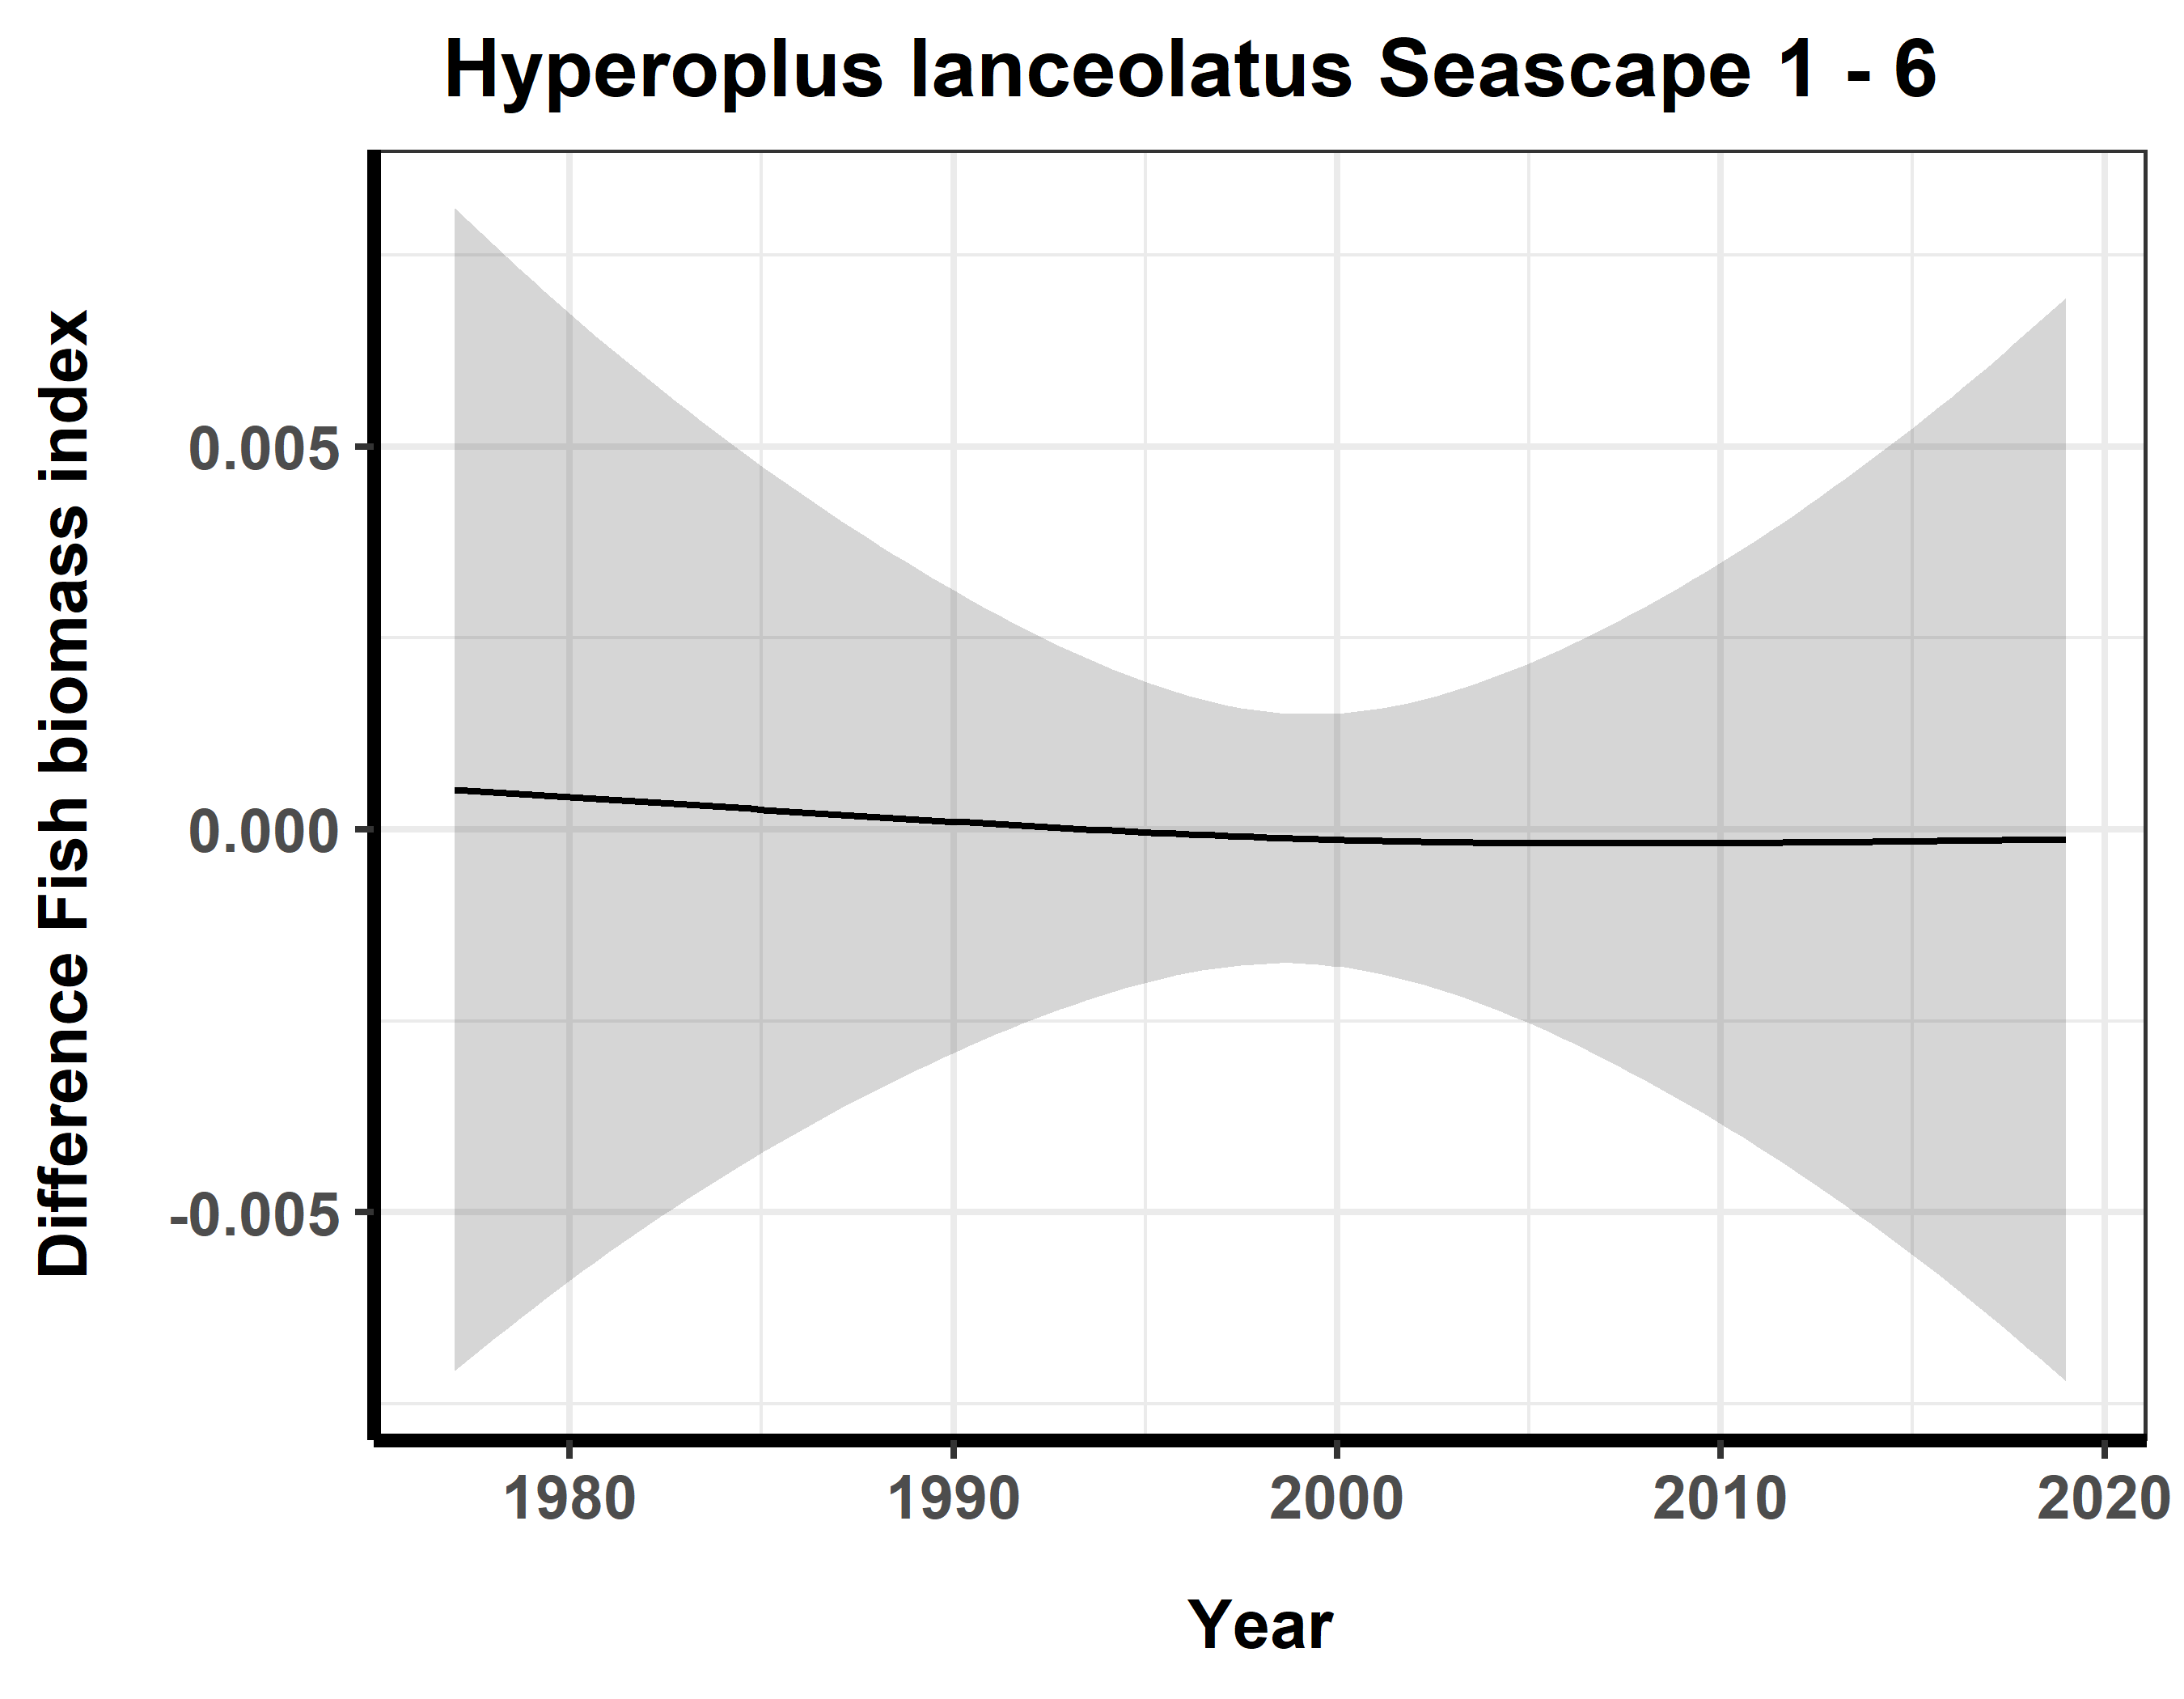 Hyperoplus lanceolatus Seascape 1 - 6
Difference Fish biomass index
0.005
0.000
-0.005
1980 1990 2000 2010 2020
Year